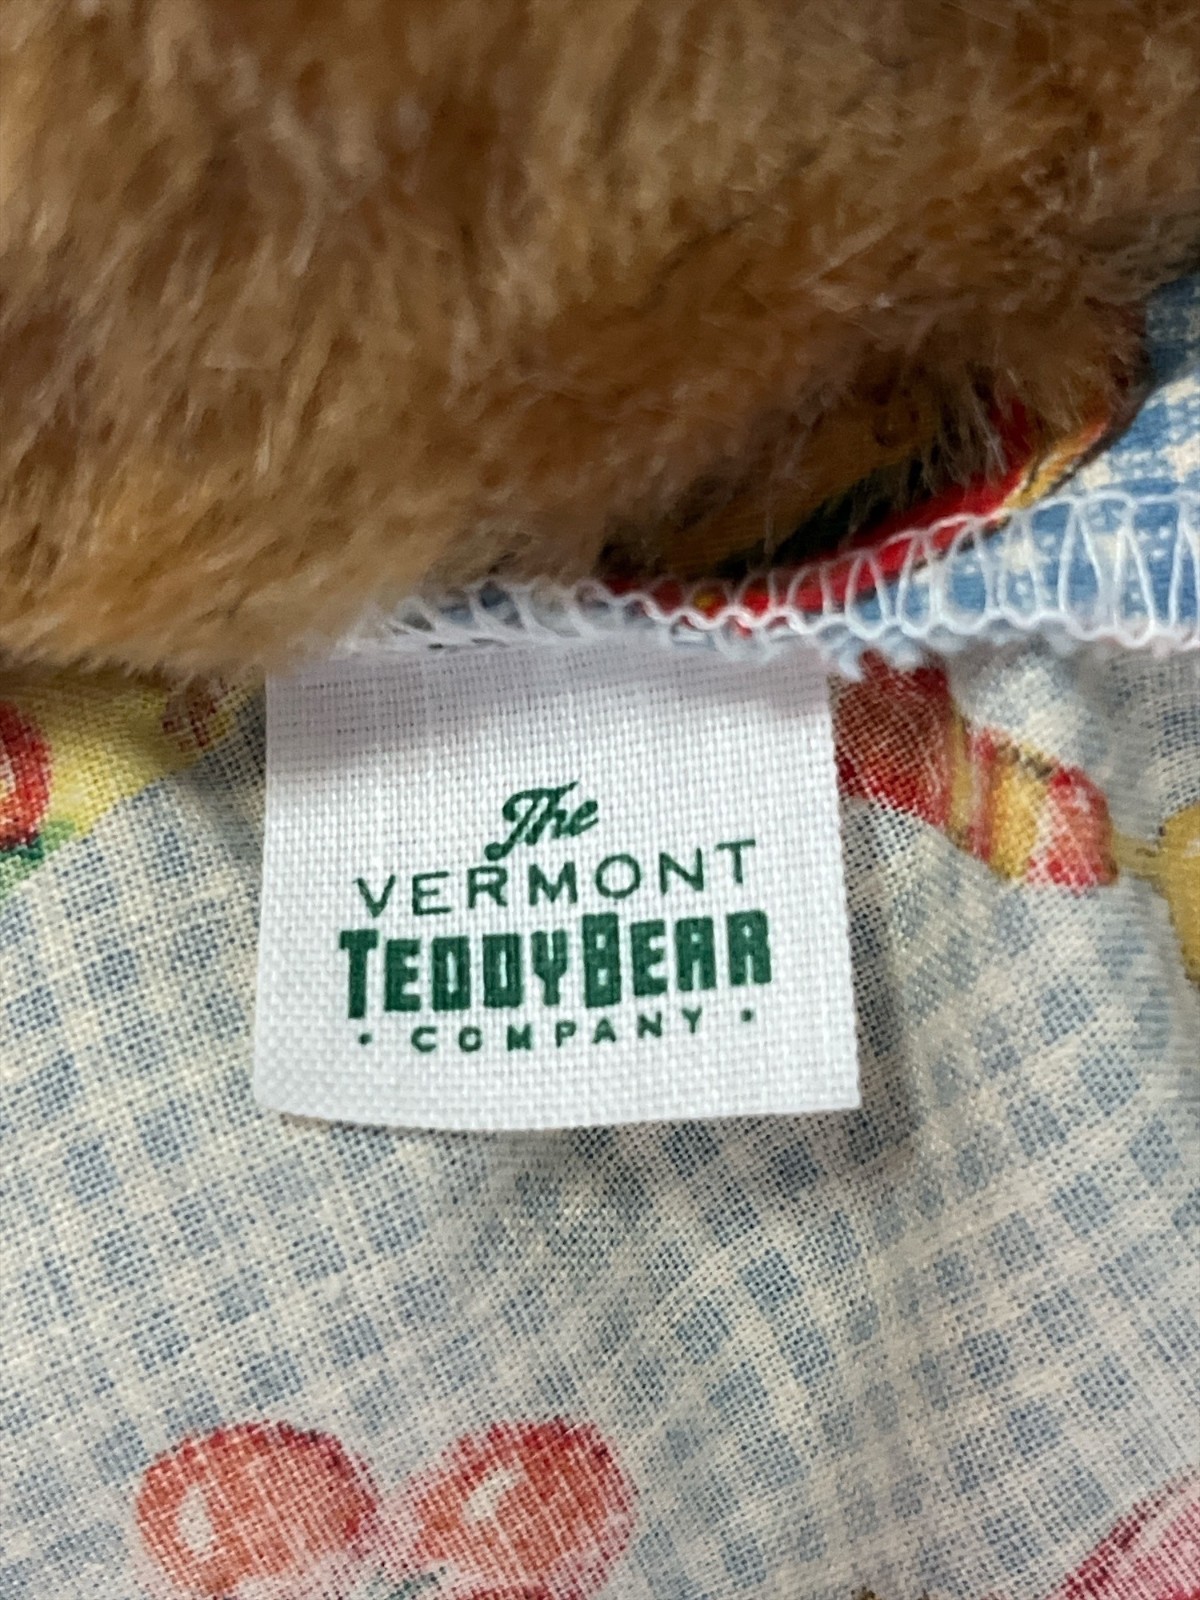 The
VERMONT
TEDDYBEAR
• COMPANY •